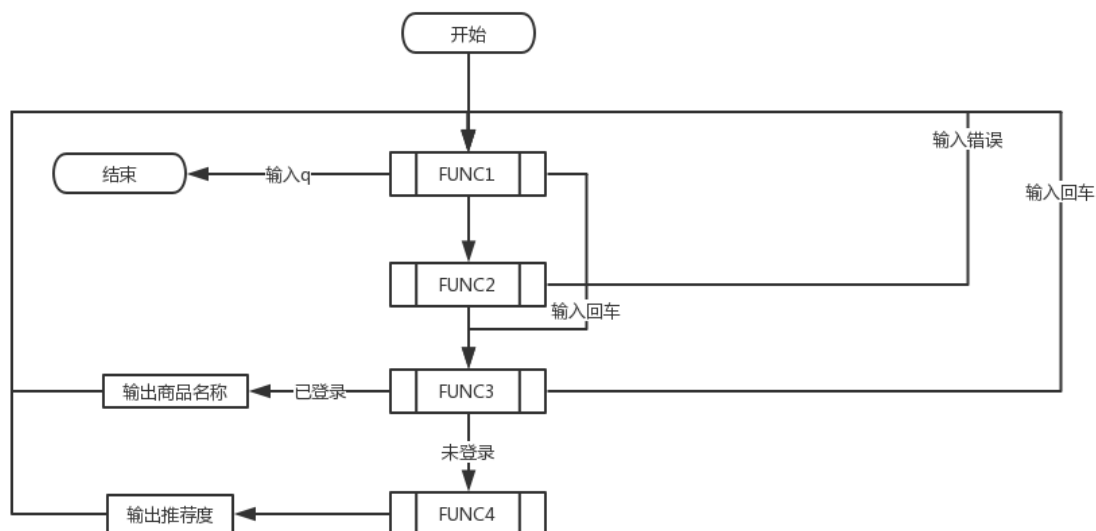 开始
输入错误
结束
输入q
FUNC1
输入回车
FUNC2
输入回车
输出商品名称
已登录
FUNC3
未登录
输出推荐度
FUNC4